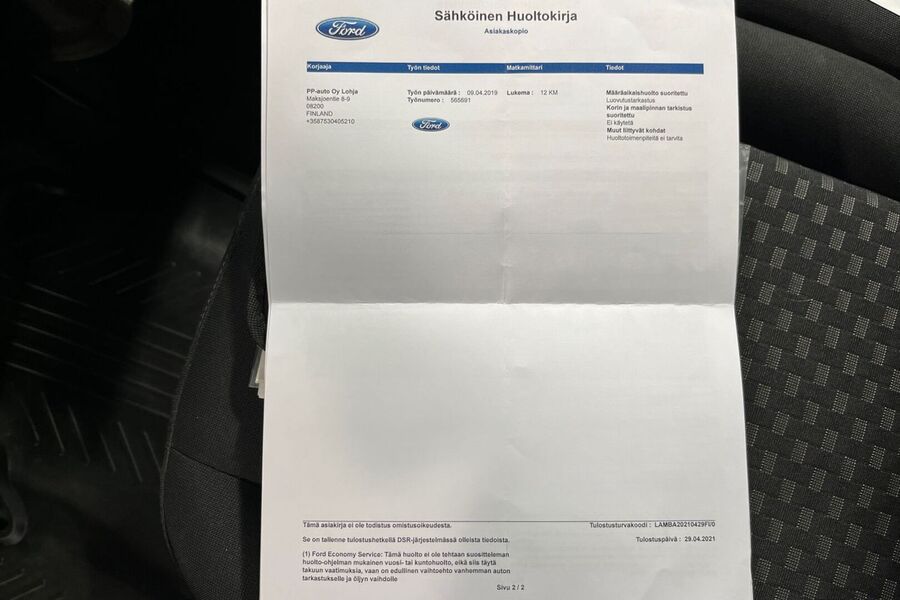 Ford
Sähköinen Huoltokirja
Asiakaskopio
Korjaaja Työn tiedot Matkamittari Tiedot
PP-auto Oy Lohja Työn päivämäärä : 09.04.2019 Lukema : 12 KM Määräaikaishuolto suoritettu
Maksjoentie 8-9 Työnumero : 565691 Luovutustarkastus
08200 Korin ja maalipinnan tarkistus
FINLAND suoritettu
+3587530405210 Ei käytetä
Ford Muut liittyvät kohdat
Huoltotoimenpiteitä ei tarvita
Tämä asiakirja ei ole todistus omistusoikeudesta. Tulostusturvakoodi : LAMBA20210429FI/0
Se on tallenne tulostushetkellä DSR-järjestelmässä olleista tiedoista. Tulostuspäivä : 29.04.2021
(1) Ford Economy Service: Tämä huolto ei ole tehtaan suositteleman
huolto-ohjelman mukainen vuosi- tai kuntohuolto, eikä siis täytä
takuun vaatimuksia, vaan on edullinen vaihtoehto vanhemman auton
tarkastukselle ja öljyn vaihdolle
Sivu 2 / 2